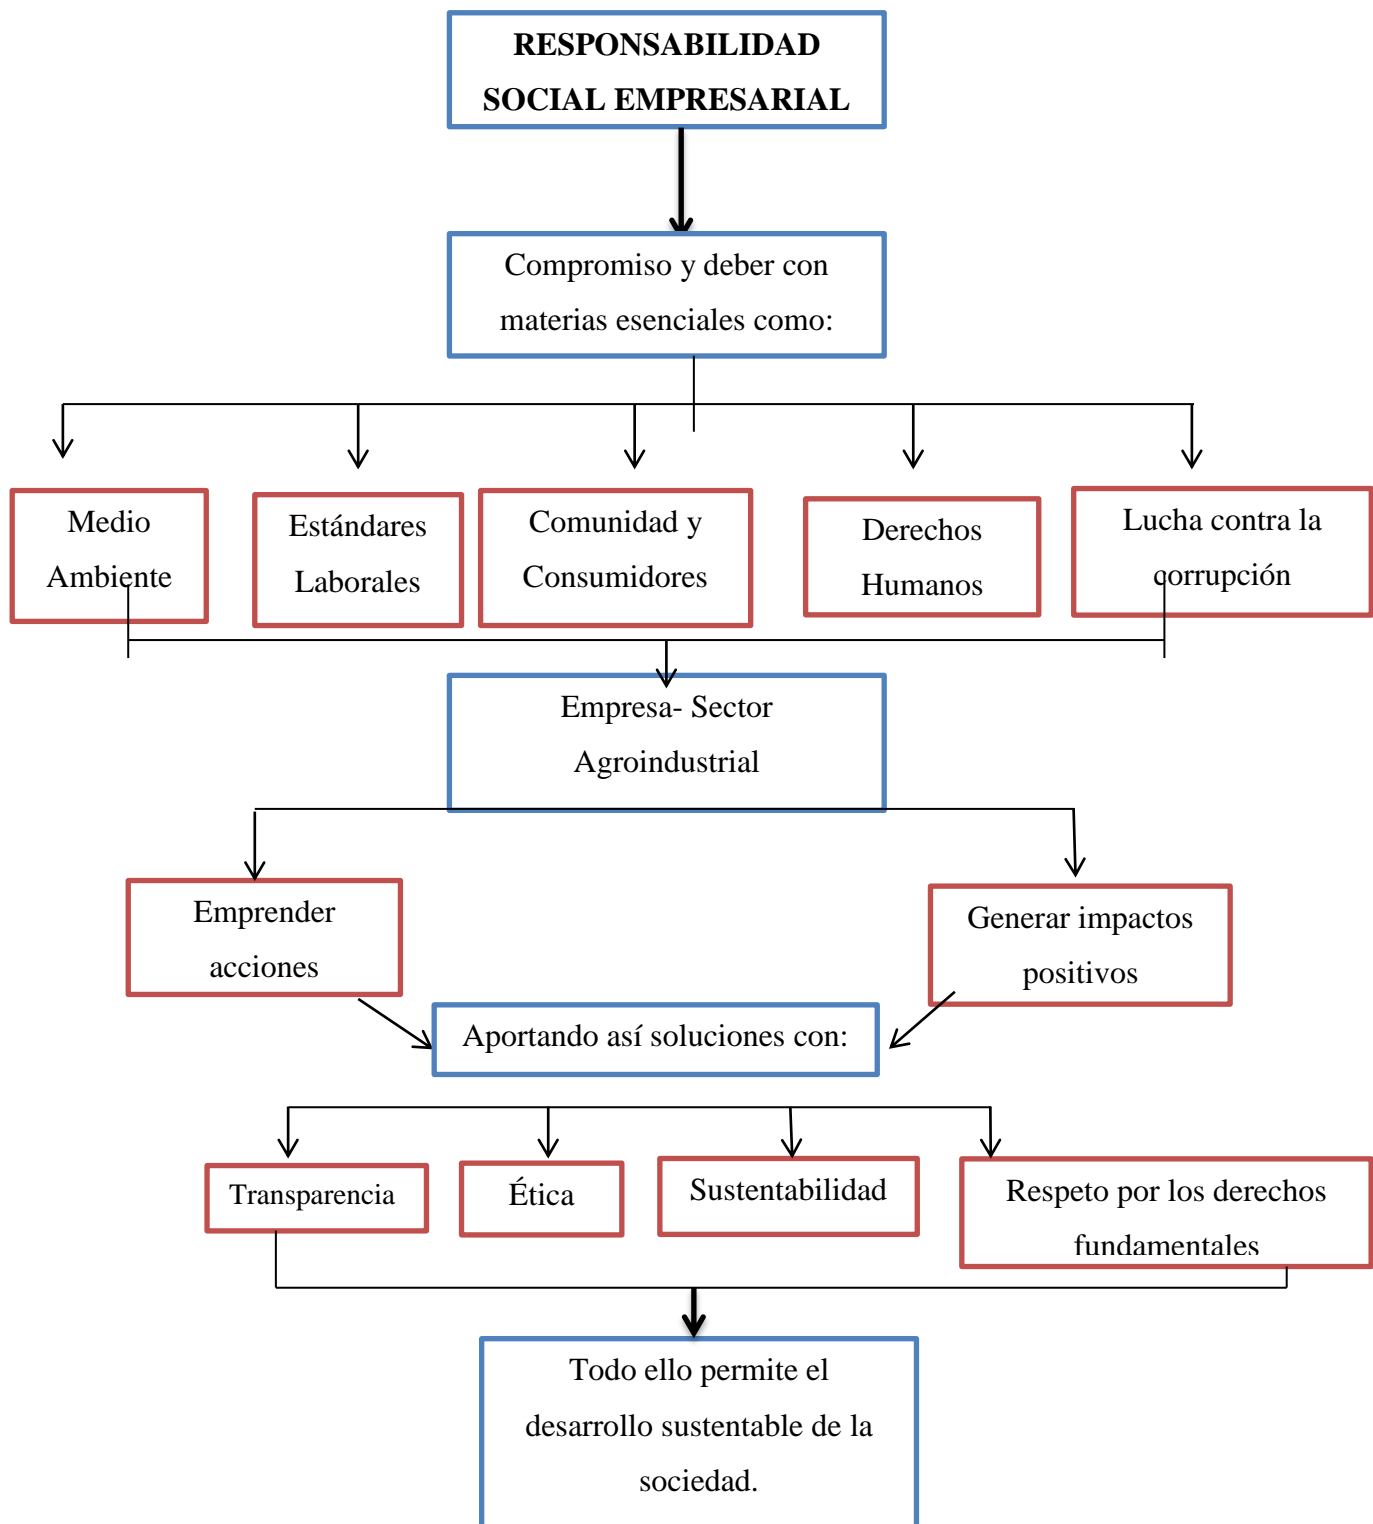 RESPONSABILIDAD
SOCIAL EMPRESARIAL
Compromiso y deber con
materias esenciales como:
Medio
Ambiente
Estándares
Laborales
Comunidad y
Consumidores
Derechos
Humanos
Lucha contra la
corrupción
Empresa- Sector
Agroindustrial
Emprender
acciones
Generar impactos
positivos
Aportando así soluciones con:
Transparencia
Ética
Sustentabilidad
Respeto por los derechos
fundamentales
Todo ello permite el
desarrollo sustentable de la
sociedad.